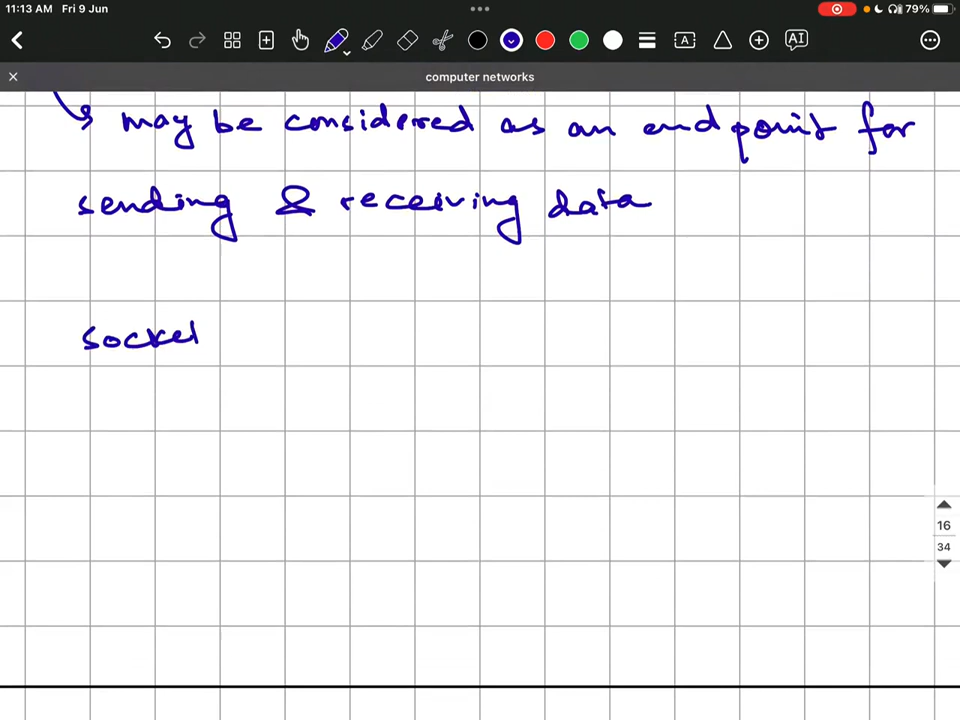 11:13 AM Fri 9 Jun
79%
A
AI
computer networks
may be considered as an endpoint for
sending & receiving data
socket
16
34